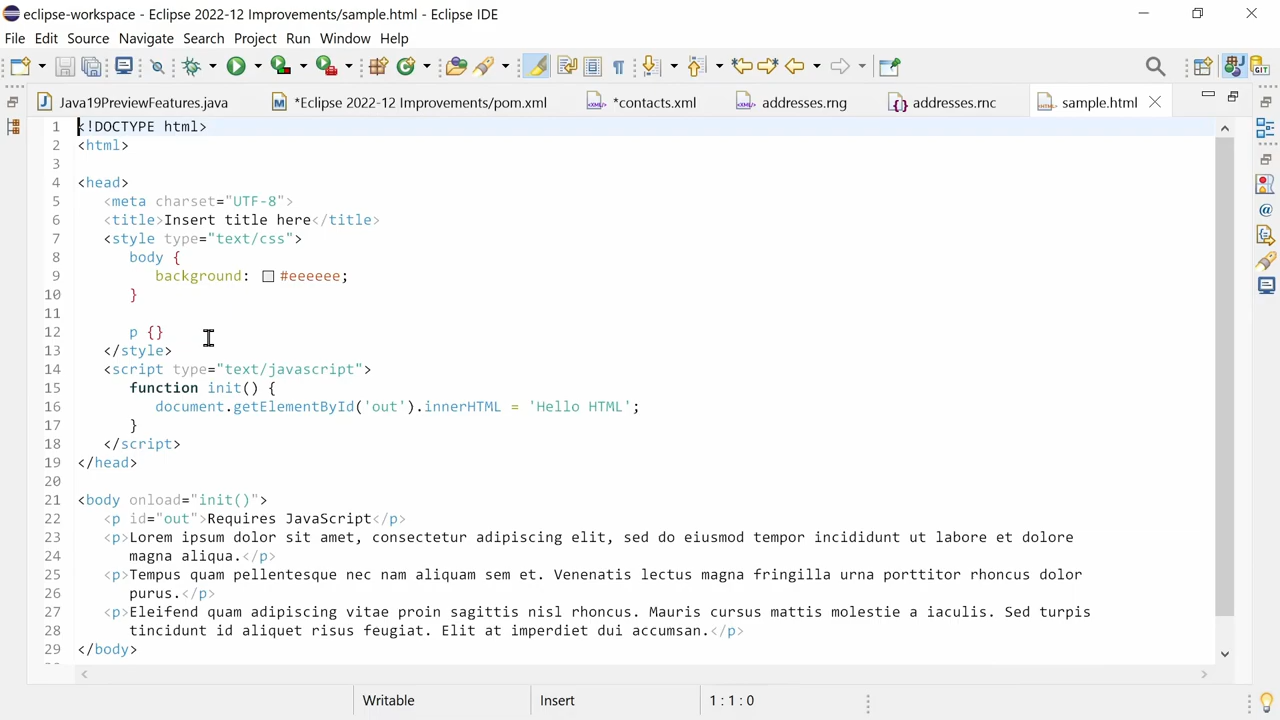 eclipse-workspace - Eclipse 2022-12 Improvements/sample.html - Eclipse IDE
File Edit Source Navigate Search Project Run Window Help
Java19PreviewFeatures.java *Eclipse 2022-12 Improvements/pom.xml *contacts.xml addresses.rng addresses.rnc sample.html
1 <!DOCTYPE html>
2 <html>
3
4 <head>
5 <meta charset="UTF-8">
6 <title>Insert title here</title>
7 <style type="text/css">
8 body {
9 background: #eeeeee;
10 }
11
12 p {}
13 </style>
14 <script type="text/javascript">
15 function init() {
16 document.getElementById('out').innerHTML = 'Hello HTML';
17 }
18 </script>
19 </head>
20
21 <body onload="init()">
22 <p id="out">Requires JavaScript</p>
23 <p>Lorem ipsum dolor sit amet, consectetur adipiscing elit, sed do eiusmod tempor incididunt ut labore et dolore
24 magna aliqua.</p>
25 <p>Tempus quam pellentesque nec nam aliquam sem et. Venenatis lectus magna fringilla urna porttitor rhoncus dolor
26 purus.</p>
27 <p>Eleifend quam adipiscing vitae proin sagittis nisl rhoncus. Mauris cursus mattis molestie a iaculis. Sed turpis
28 tincidunt id aliquet risus feugiat. Elit at imperdiet dui accumsan.</p>
29 </body>
Writable Insert 1 : 1 : 0